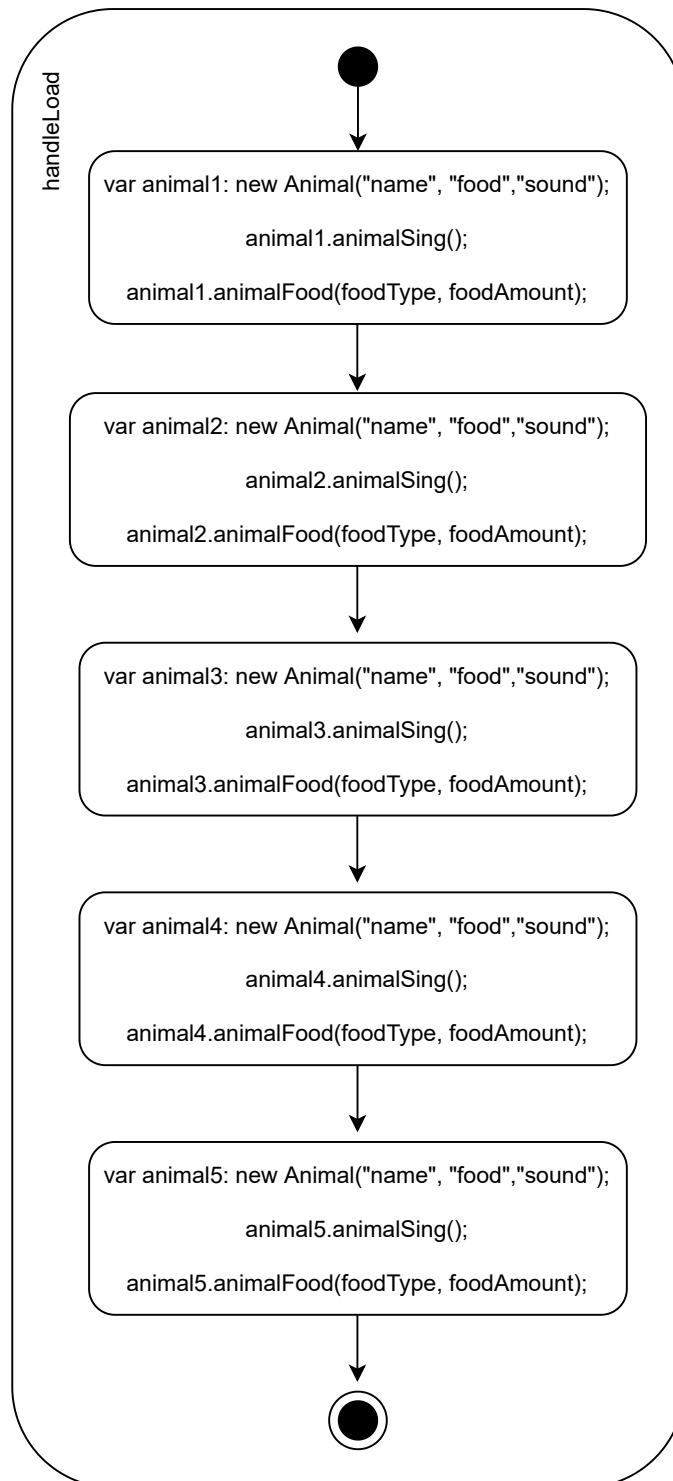 handleLoad
var animal1: new Animal("name", "food","sound");
animal1.animalSing();
animal1.animalFood(foodType, foodAmount);
var animal2: new Animal("name", "food","sound");
animal2.animalSing();
animal2.animalFood(foodType, foodAmount);
var animal3: new Animal("name", "food","sound");
animal3.animalSing();
animal3.animalFood(foodType, foodAmount);
var animal4: new Animal("name", "food","sound");
animal4.animalSing();
animal4.animalFood(foodType, foodAmount);
var animal5: new Animal("name", "food","sound");
animal5.animalSing();
animal5.animalFood(foodType, foodAmount);